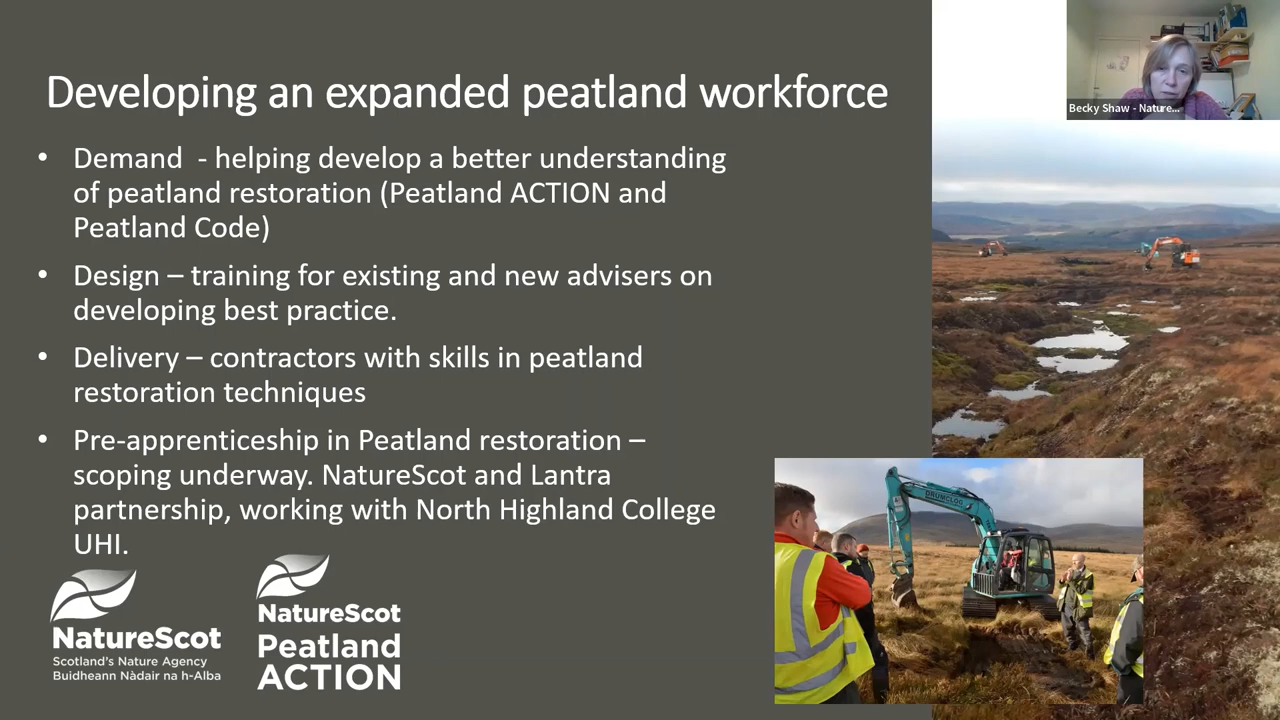 Developing an expanded peatland workforce
• Demand - helping develop a better understanding
of peatland restoration (Peatland ACTION and
Peatland Code)
• Design – training for existing and new advisers on
developing best practice.
• Delivery – contractors with skills in peatland
restoration techniques
• Pre-apprenticeship in Peatland restoration –
scoping underway. NatureScot and Lantra
partnership, working with North Highland College
UHI.
NatureScot
Scotland's Nature Agency
Buidheann Nàdair na h-Alba
NatureScot
Peatland
ACTION
Becky Shaw - Nature...
DRUMCLOG